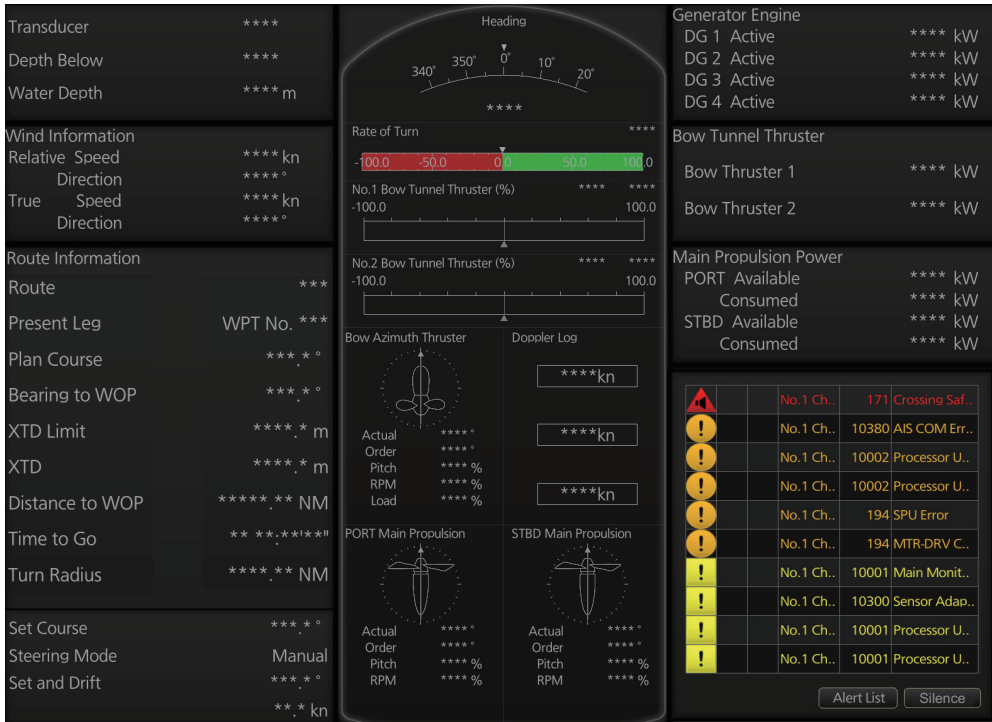 Transducer ****
Depth Below ****
Water Depth **** m
Wind Information
Relative Speed **** kn
Direction **** °
True Speed **** kn
Direction **** °
Route Information
Route ***
Present Leg WPT No. ***
Plan Course ***.* °
Bearing to WOP ***.* °
XTD Limit ****.* m
XTD ****.* m
Distance to WOP *****.** NM
Time to Go ** **:**'**"
Turn Radius ****.** NM
Set Course ***.* °
Steering Mode Manual
Set and Drift ***.* °
**.* kn
Heading
340° 350° 0° 10° 20°
****
Rate of Turn ****
-100.0 -50.0 0.0 50.0 100.0
No.1 Bow Tunnel Thruster (%) **** ****
-100.0 100.0
No.2 Bow Tunnel Thruster (%) **** ****
-100.0 100.0
Bow Azimuth Thruster
Actual **** °
Order **** °
Pitch **** %
RPM **** %
Load **** %
Doppler Log
****kn
****kn
****kn
PORT Main Propulsion
Actual **** °
Order **** °
Pitch **** %
RPM **** %
STBD Main Propulsion
Actual **** °
Order **** °
Pitch **** %
RPM **** %
Generator Engine
DG 1 Active **** kW
DG 2 Active **** kW
DG 3 Active **** kW
DG 4 Active **** kW
Bow Tunnel Thruster
Bow Thruster 1 **** kW
Bow Thruster 2 **** kW
Main Propulsion Power
PORT Available **** kW
Consumed **** kW
STBD Available **** kW
Consumed **** kW
No.1 Ch.. 171 Crossing Saf..
! No.1 Ch.. 10380 AIS COM Err..
! No.1 Ch.. 10002 Processor U..
! No.1 Ch.. 10002 Processor U..
! No.1 Ch.. 194 SPU Error
! No.1 Ch.. 194 MTR-DRV C..
! No.1 Ch.. 10001 Main Monit..
! No.1 Ch.. 10300 Sensor Adap..
! No.1 Ch.. 10001 Processor U..
! No.1 Ch.. 10001 Processor U..
Alert List Silence